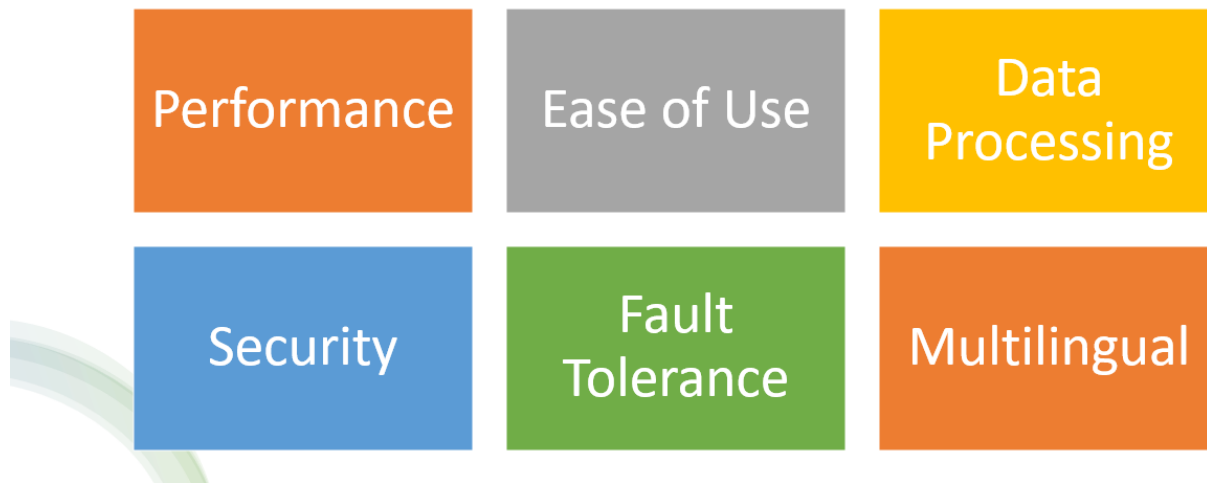 Performance
Ease of Use
Data
Processing
Security
Fault
Tolerance
Multilingual